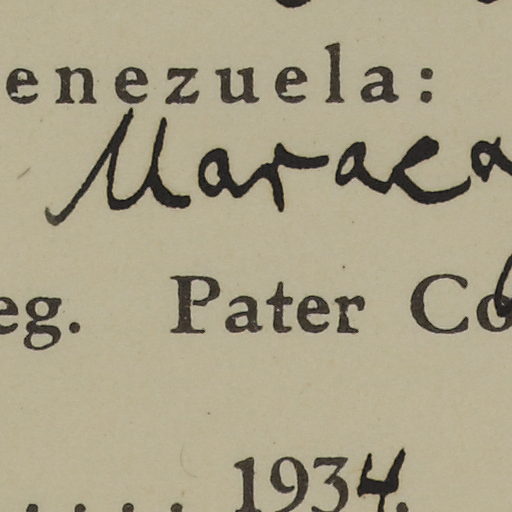 enezuela:
Maraca
eg. Pater Co
..... 1934.